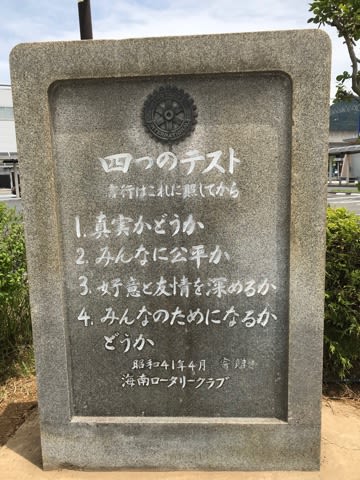 四つのテスト
言行はこれに照してから
1. 真実かどうか
2. みんなに公平か
3. 好意と友情を深めるか
4. みんなのためになるか
どうか
昭和41年4月 寄贈
海南ロータリークラブ